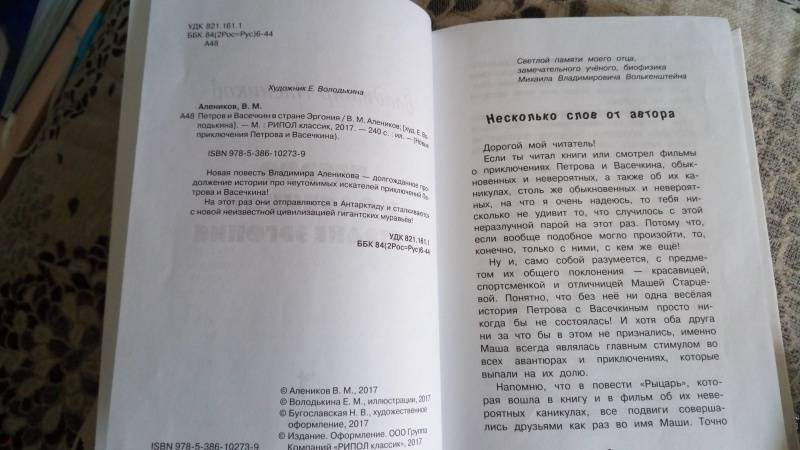 УДК 821.161.1
ББК 84(2Рос=Рус)6-44
А48
Художник Е. Володькина
Алеников, В. М.
А48 Петров и Васечкин в стране Эргония / В. М. Алеников; [худ. Е. Во-
лодькина]. — М. : РИПОЛ классик, 2017. — 240 с. : ил. — (Новые
приключения Петрова и Васечкина).
ISBN 978-5-386-10273-9
Новая повесть Владимира Аленикова — долгожданное про-
должение истории про неутомимых искателей приключений Пе-
трова и Васечкина!
На этот раз они отправляются в Антарктиду и сталкиваются
с новой неизвестной цивилизацией гигантских муравьёв!
УДК 821.161.1
ББК 84(2Рос=Рус)6-44
© Алеников В. М., 2017
© Володькина Е. М., иллюстрации, 2017
© Бугославская Н. В., художественное
оформление, 2017
© Издание. Оформление. ООО Группа
Компаний «РИПОЛ классик», 2017
ISBN 978-5-386-10273-9
Светлой памяти моего отца,
замечательного учёного, биофизика
Михаила Владимировича Волькенштейна
Несколько слов от автора
Дорогой мой читатель!
Если ты читал книги или смотрел фильмы
о приключениях Петрова и Васечкина, обык-
новенных и невероятных, а также об их ка-
никулах, столь же обыкновенных и невероят-
ных, на что я очень надеюсь, то тебя ни-
сколько не удивит то, что случилось с этой
неразлучной парой на этот раз. Потому что,
если вообще подобное могло произойти, то,
конечно, только с ними, с кем же ещё!
Ну и, само собой разумеется, с предме-
том их общего поклонения — красавицей,
спортсменкой и отличницей Машей Старце-
вой. Понятно, что без неё ни одна весёлая
история Петрова с Васечкиным просто ни-
когда бы не состоялась! И хотя оба друга
ни за что бы в этом не признались, именно
Маша всегда являлась главным стимулом во
всех авантюрах и приключениях, которые
выпали на их долю.
Напомню, что в повести «Рыцарь», кото-
рая вошла в книгу и в фильм об их неве-
роятных каникулах, все подвиги соверша-
лись друзьями как раз во имя Маши. Точно